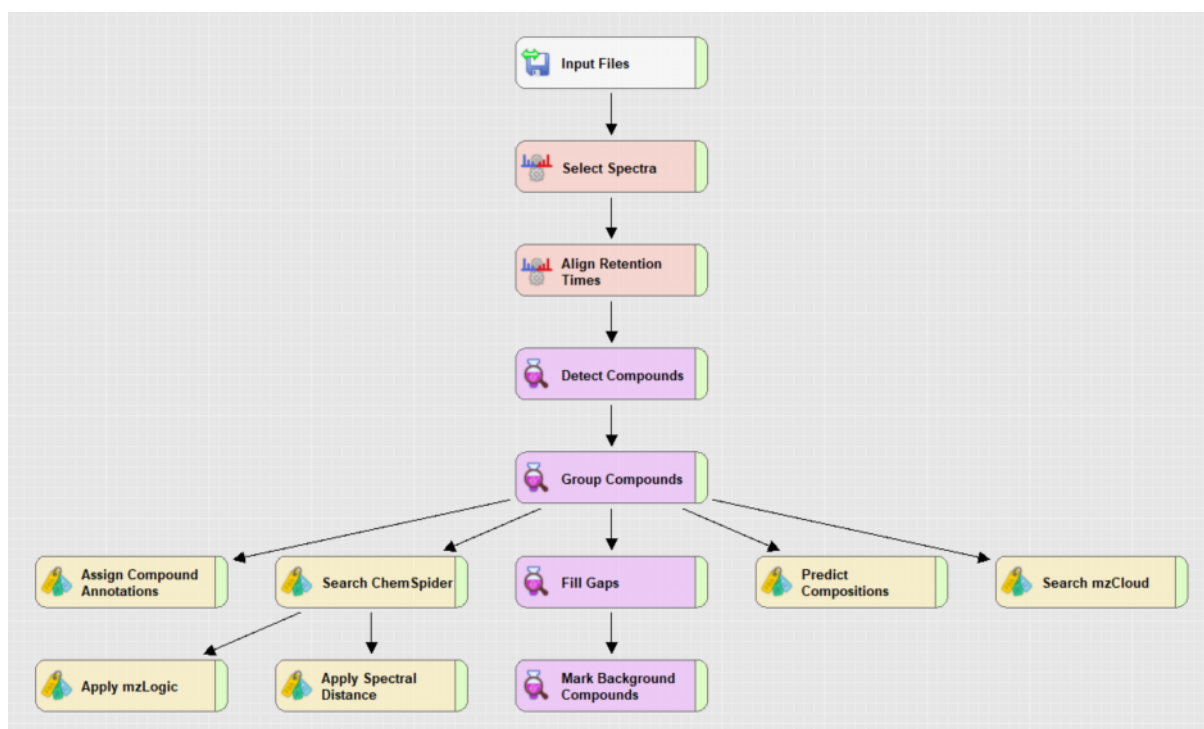 Input Files
Select Spectra
Align Retention
Times
Detect Compounds
Group Compounds
Assign Compound
Annotations
Search ChemSpider
Fill Gaps
Predict
Compositions
Search mzCloud
Apply mzLogic
Apply Spectral
Distance
Mark Background
Compounds